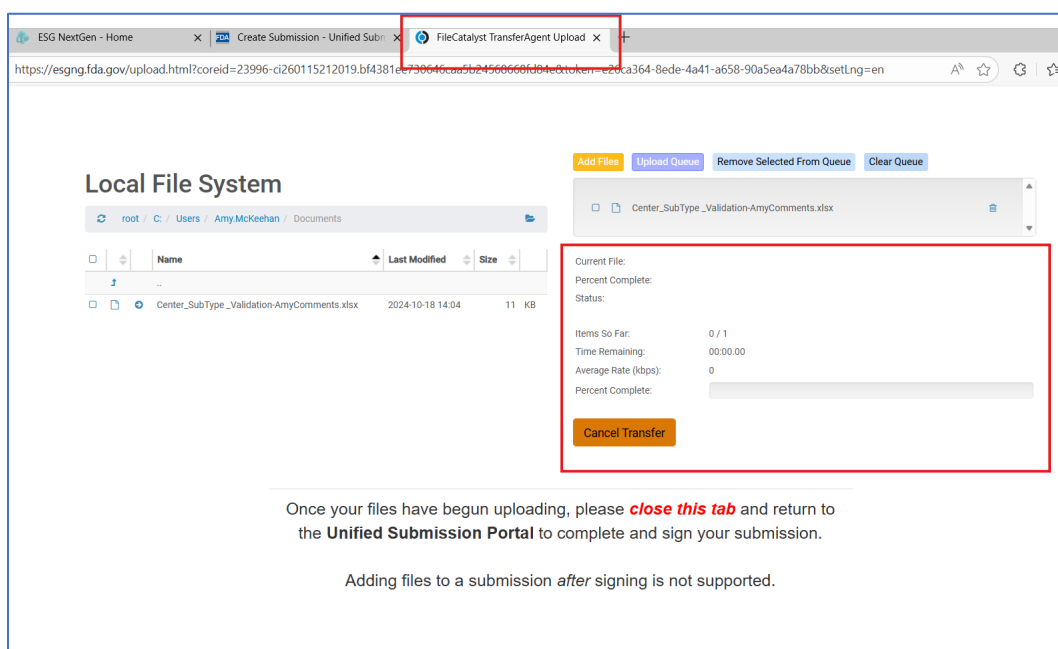 ESG NextGen - Home
FDA Create Submission - Unified Subm
FileCatalyst TransferAgent Upload
https://esgng.fda.gov/upload.html?coreid=23996-ci260115212019.bf4381ee730646caa5b24568668fd84e&token=e26ca364-8ede-4a41-a658-90a5ea4a78bb&setLng=en
Add Files Upload Queue Remove Selected From Queue Clear Queue
Local File System
Center_SubType _Validation-AmyComments.xlsx
root / C: / Users / Amy.McKeehan / Documents
Name Last Modified Size
..
Center_SubType _Validation-AmyComments.xlsx 2024-10-18 14:04 11 KB
Current File:
Percent Complete:
Status:
Items So Far: 0 / 1
Time Remaining: 00:00.00
Average Rate (kbps): 0
Percent Complete:
Cancel Transfer
Once your files have begun uploading, please close this tab and return to
the Unified Submission Portal to complete and sign your submission.
Adding files to a submission after signing is not supported.